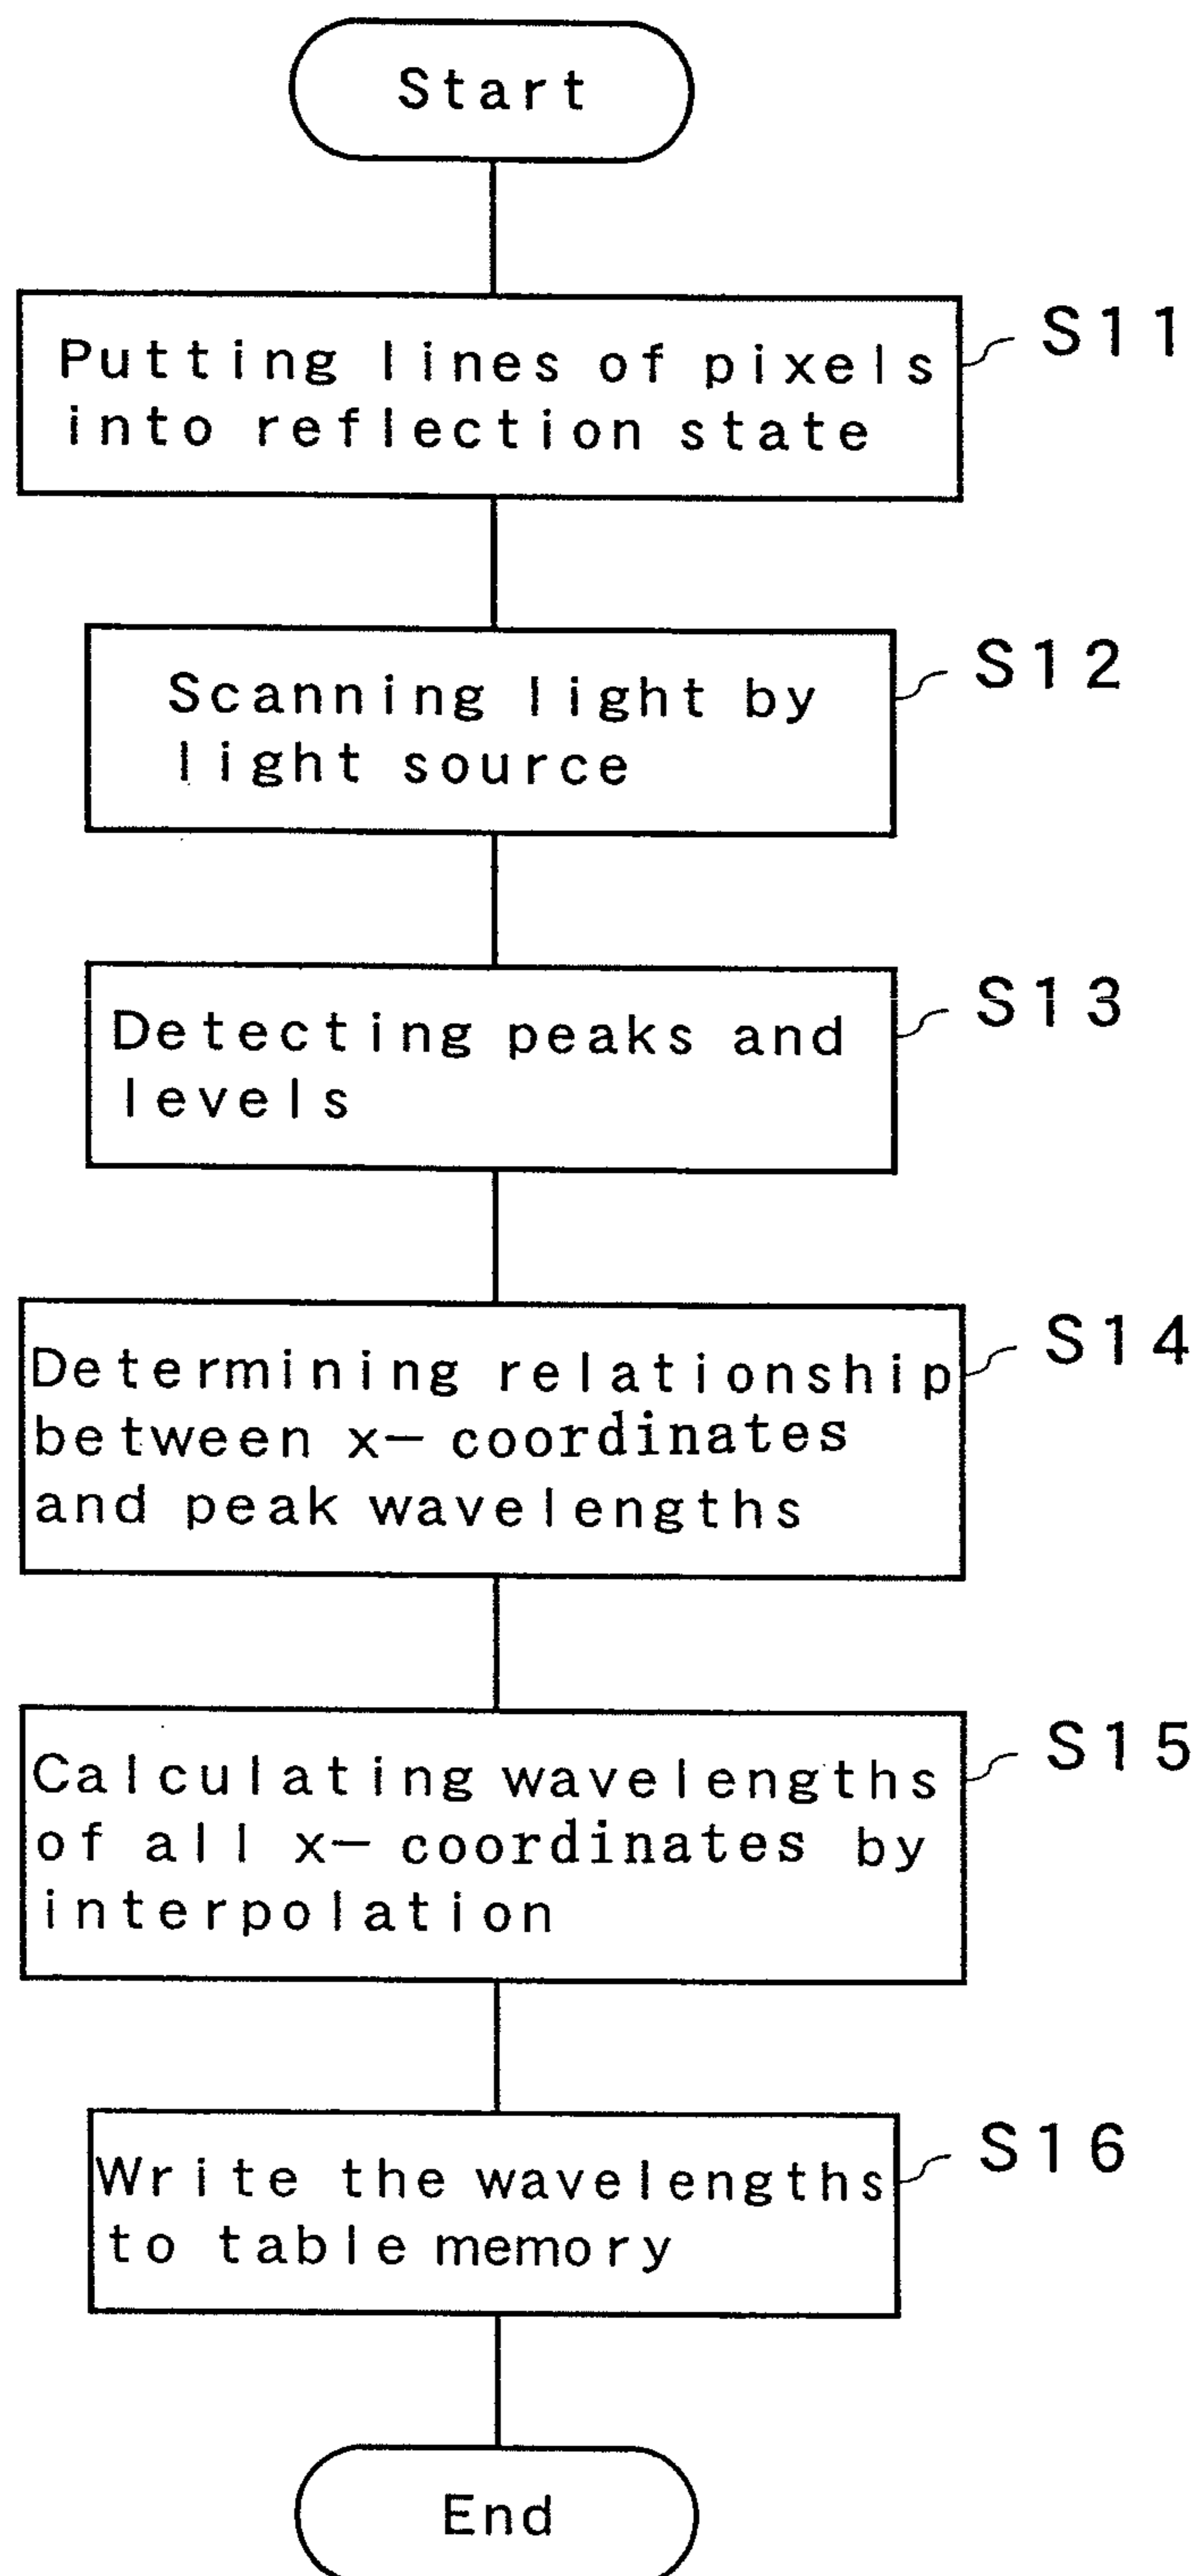 Start
Putting lines of pixels
into reflection state
S11
Scanning light by
light source
S12
Detecting peaks and
levels
S13
Determining relationship
between x-coordinates
and peak wavelengths
S14
Calculating wavelengths
of all x-coordinates by
interpolation
S15
Write the wavelengths
to table memory
S16
End